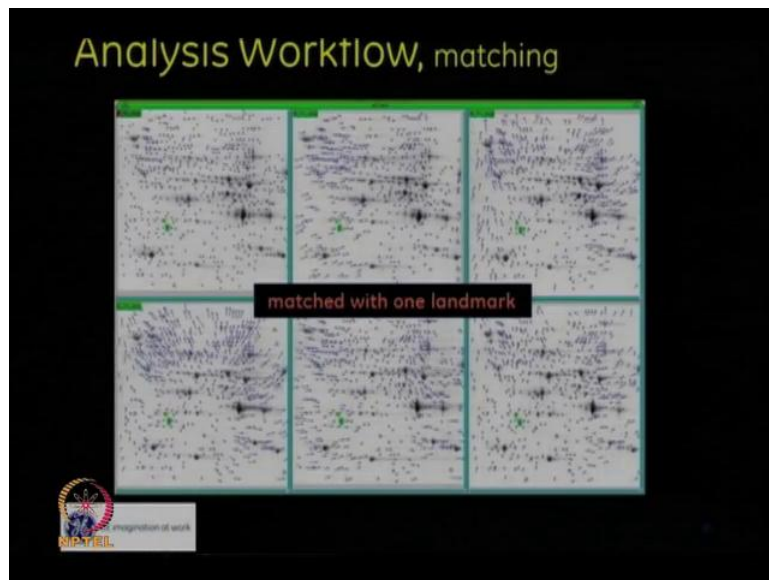 Analysis Workflow, matching
matched with one landmark
imagination at work
NPTEL